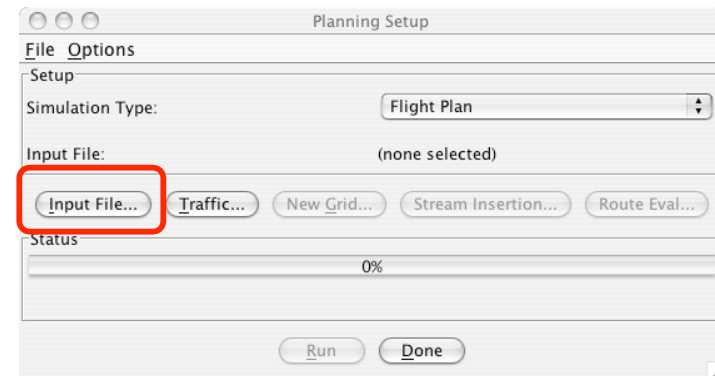 Planning Setup
File Options
Setup
Simulation Type: Flight Plan
Input File: (none selected)
Input File... Traffic... New Grid... Stream Insertion... Route Eval...
Status
0%
Run Done